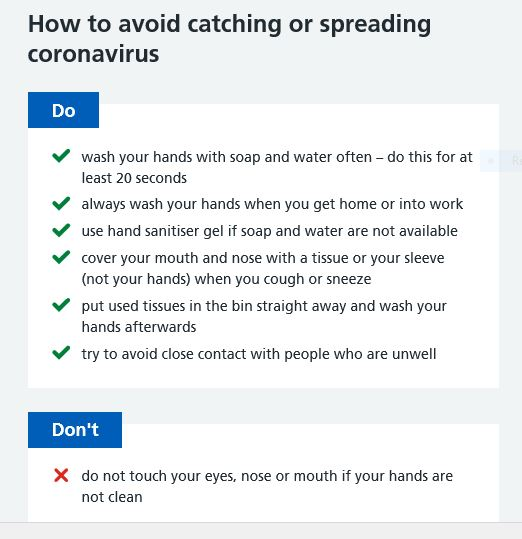 How to avoid catching or spreading
coronavirus
Do
wash your hands with soap and water often – do this for at
least 20 seconds
always wash your hands when you get home or into work
use hand sanitiser gel if soap and water are not available
cover your mouth and nose with a tissue or your sleeve
(not your hands) when you cough or sneeze
put used tissues in the bin straight away and wash your
hands afterwards
try to avoid close contact with people who are unwell
Don't
do not touch your eyes, nose or mouth if your hands are
not clean